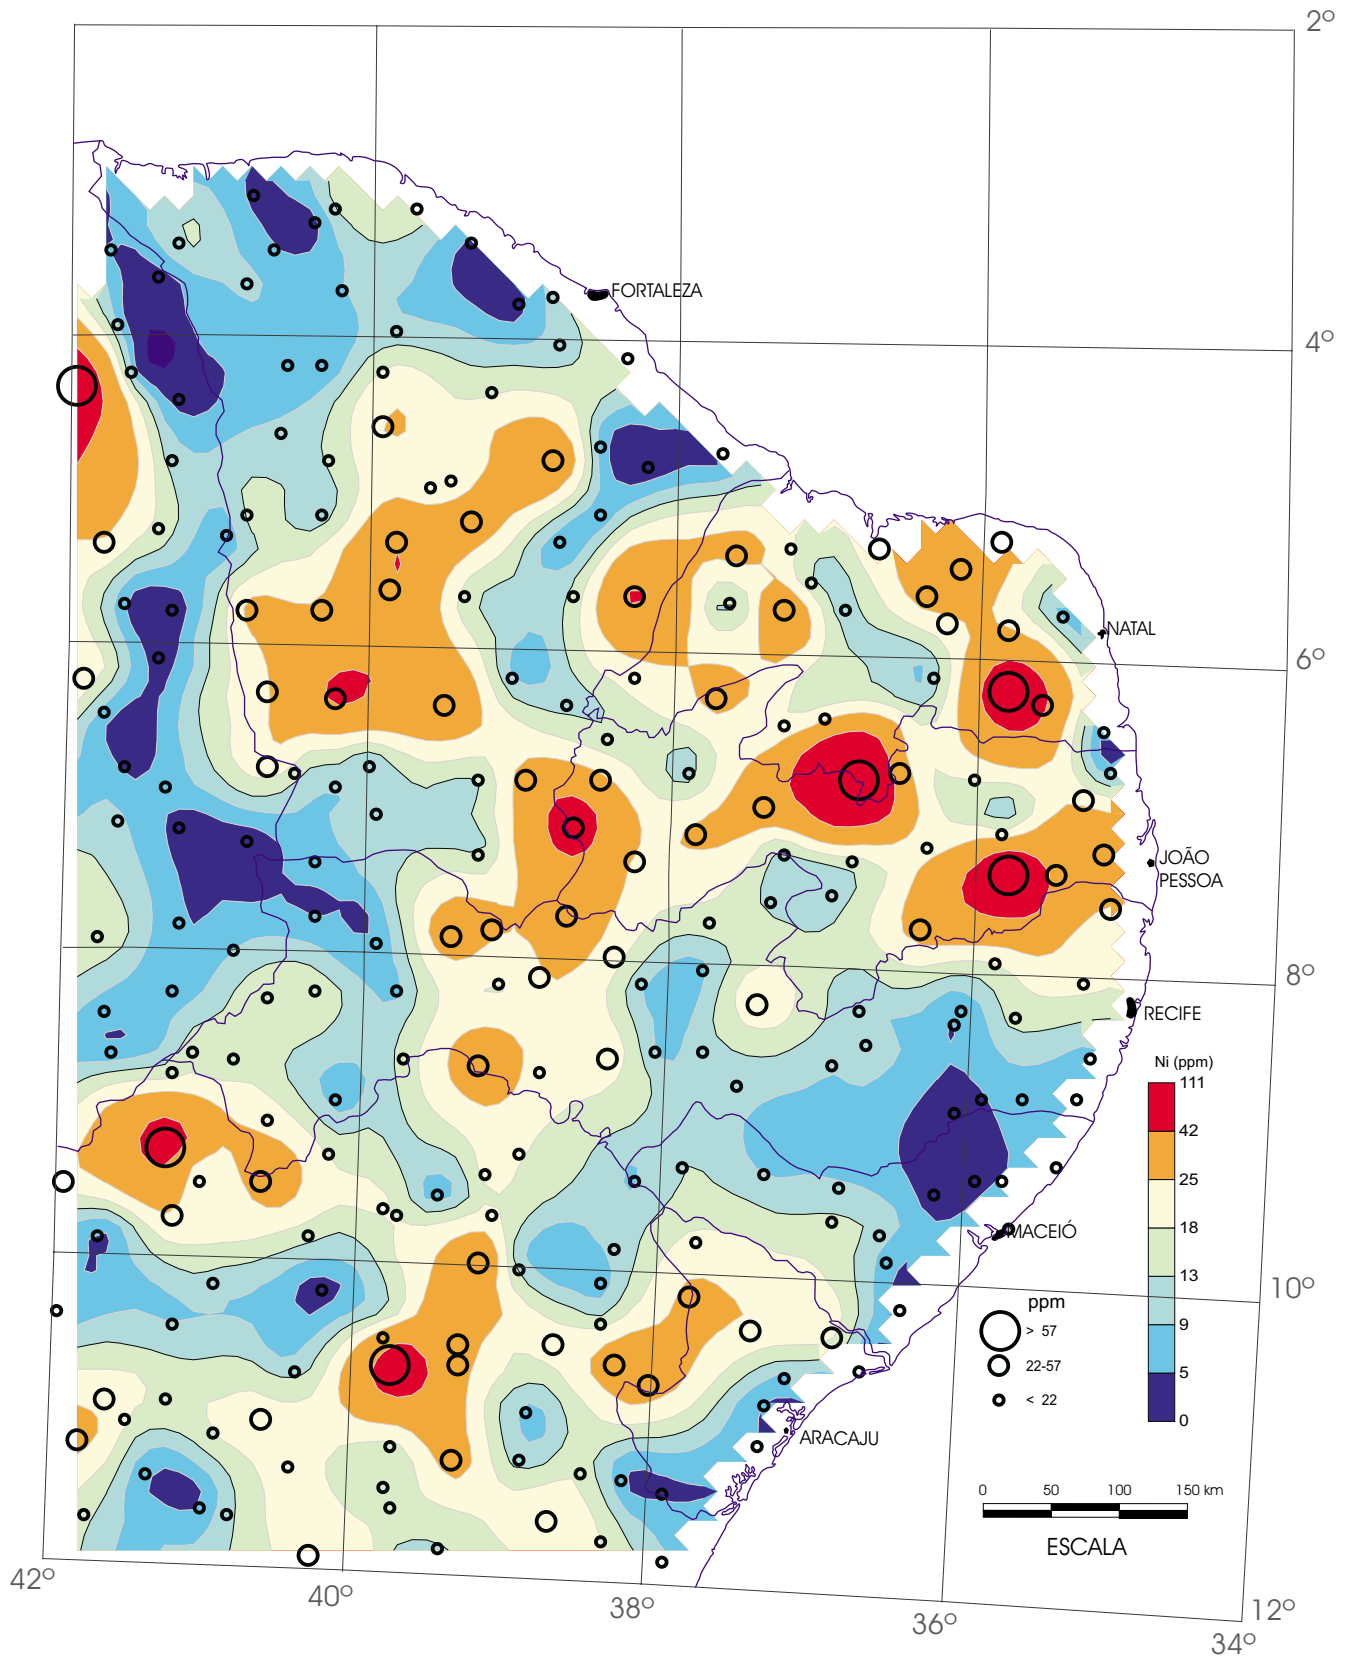 2º
FORTALEZA
4º
NATAL
6º
JOÃO
PESSOA
8º
RECIFE
Ni (ppm)
111
42
25
18
13
9
5
0
MACEIÓ
10º
ppm
> 57
22-57
< 22
ARACAJU
0 50 100 150 km
ESCALA
42º
40º
38º
36º
12º
34º